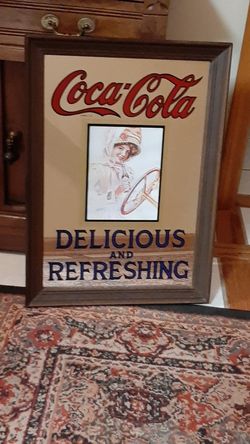 Coca-Cola
DELICIOUS
AND
REFRESHING